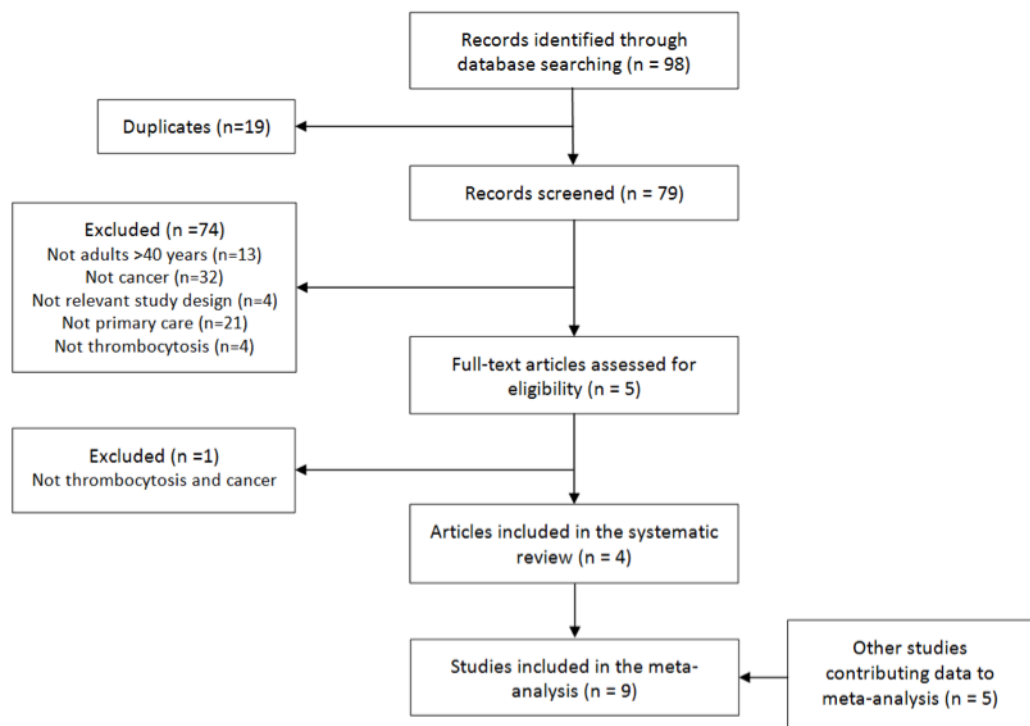 Records identified through
database searching (n = 98)
Duplicates (n=19)
Records screened (n = 79)
Excluded (n =74)
Not adults >40 years (n=13)
Not cancer (n=32)
Not relevant study design (n=4)
Not primary care (n=21)
Not thrombocytosis (n=4)
Full-text articles assessed for
eligibility (n = 5)
Excluded (n =1)
Not thrombocytosis and cancer
Articles included in the systematic
review (n = 4)
Studies included in the meta-
analysis (n = 9)
Other studies
contributing data to
meta-analysis (n = 5)